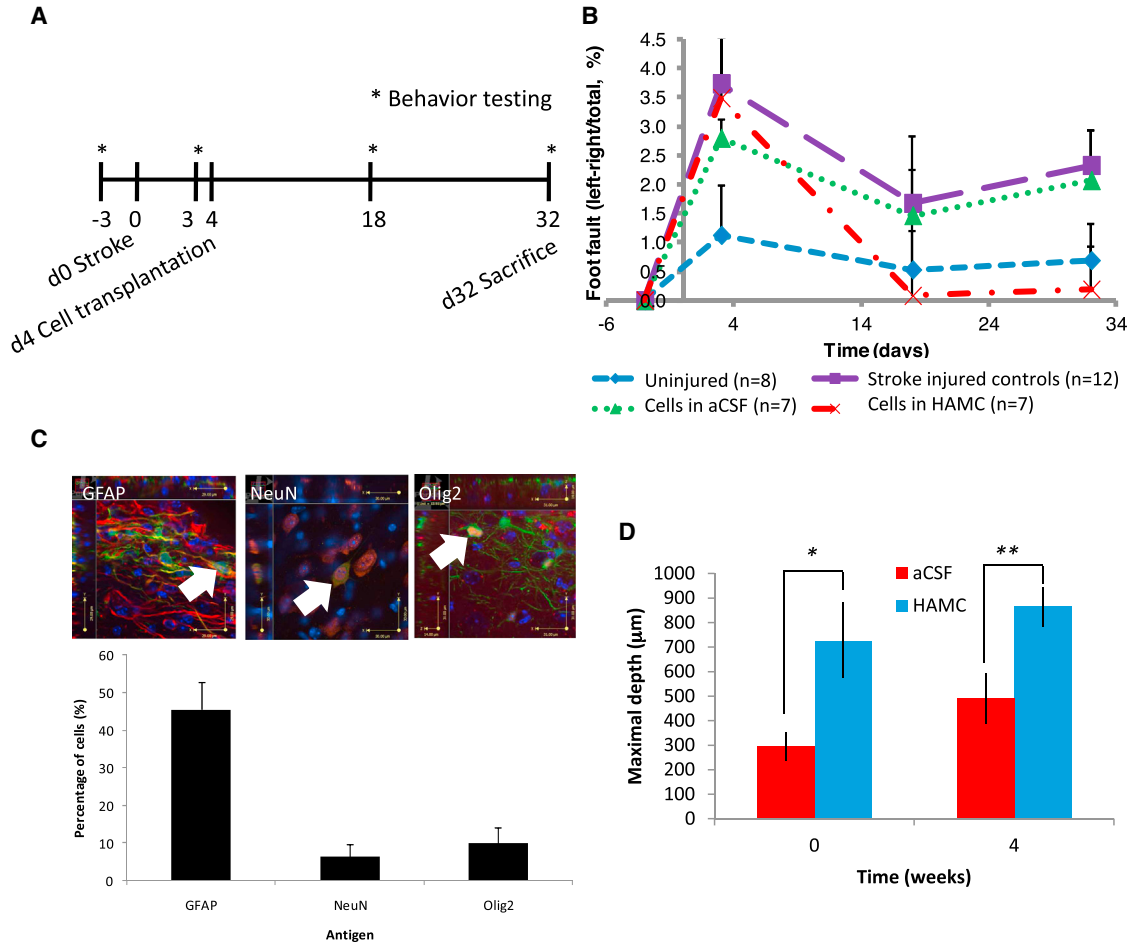 A
* Behavior testing
* * * *
-3 0 3 4 18 32
d0 Stroke
d4 Cell transplantation
d32 Sacrifice
B
Foot fault (left-right/total, %)
4.5
4.0
3.5
3.0
2.5
2.0
1.5
1.0
0.5
0.0
-6 4 14 24 34
Time (days)
Uninjured (n=8)
Stroke injured controls (n=12)
Cells in aCSF (n=7)
Cells in HAMC (n=7)
C
GFAP
NeuN
Olig2
Percentage of cells (%)
60
50
40
30
20
10
0
GFAP NeuN Olig2
Antigen
D
* **
aCSF
HAMC
Maximal depth (μm)
1000
900
800
700
600
500
400
300
200
100
0
0 4
Time (weeks)